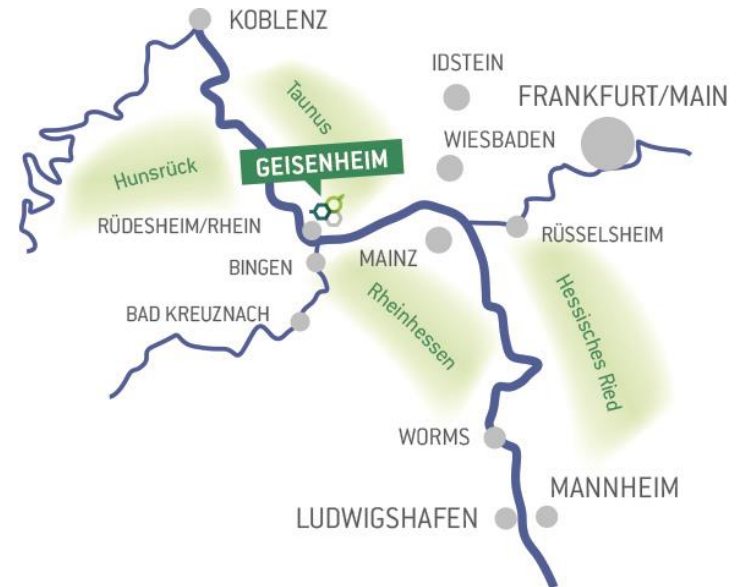 KOBLENZ
IDSTEIN
Taunus
FRANKFURT/MAIN
WIESBADEN
GEISENHEIM
Hunsrück
RÜDESHEIM/RHEIN
RÜSSELSHEIM
MAINZ
BINGEN
Rheinhessen
Hessisches Ried
BAD KREUZNACH
WORMS
MANNHEIM
LUDWIGSHAFEN